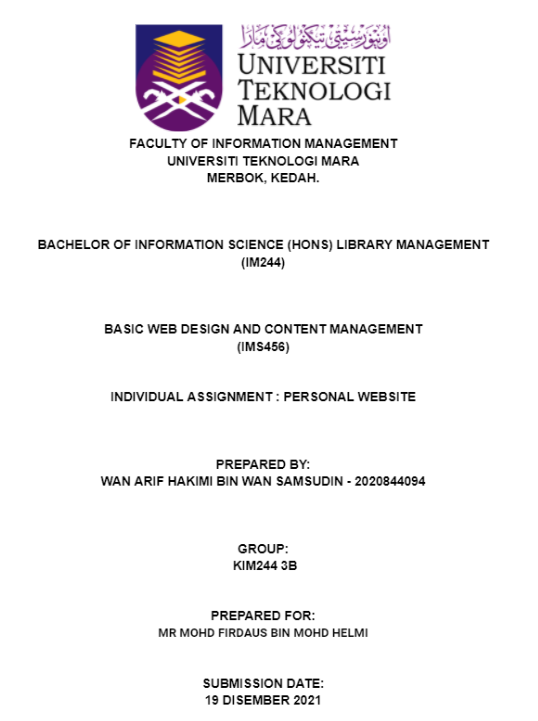 اونيۏرسيتي تيكنولوڬي مارا
UNIVERSITI
TEKNOLOGI
MARA
FACULTY OF INFORMATION MANAGEMENT
UNIVERSITI TEKNOLOGI MARA
MERBOK, KEDAH.
BACHELOR OF INFORMATION SCIENCE (HONS) LIBRARY MANAGEMENT
(IM244)
BASIC WEB DESIGN AND CONTENT MANAGEMENT
(IMS456)
INDIVIDUAL ASSIGNMENT : PERSONAL WEBSITE
PREPARED BY:
WAN ARIF HAKIMI BIN WAN SAMSUDIN - 2020844094
GROUP:
KIM244 3B
PREPARED FOR:
MR MOHD FIRDAUS BIN MOHD HELMI
SUBMISSION DATE:
19 DISEMBER 2021